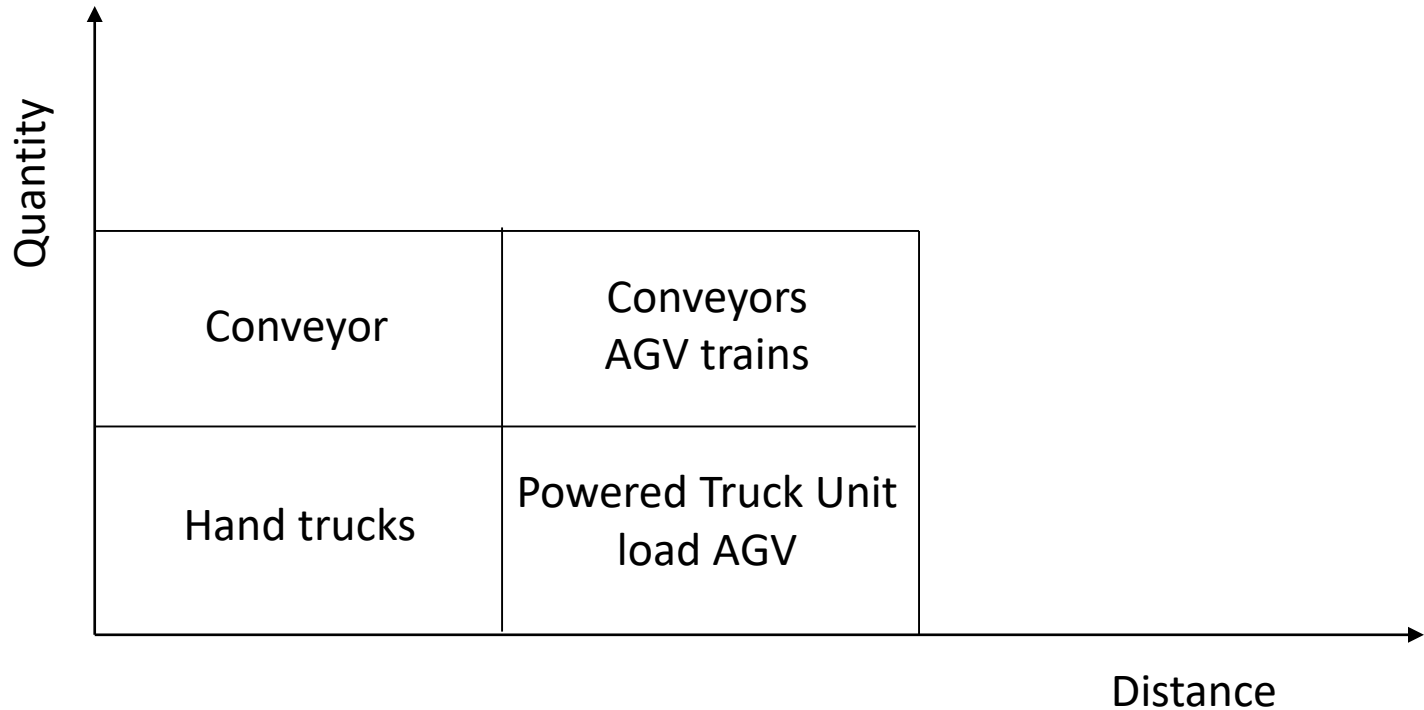 Quantity
Conveyor
Conveyors
AGV trains
Hand trucks
Powered Truck Unit
load AGV
Distance